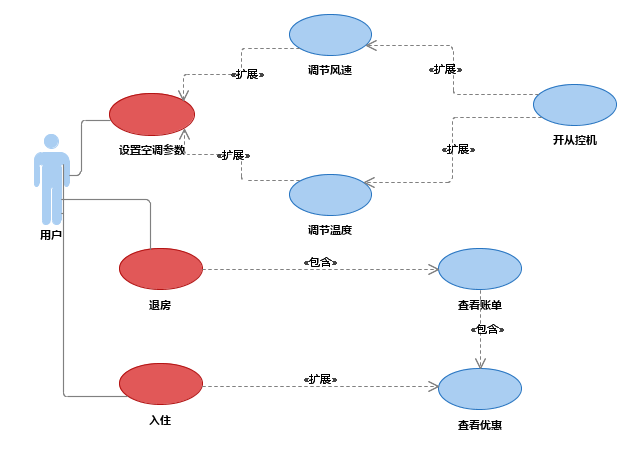 调节风速
«扩展»
«扩展»
开从控机
设置空调参数
«扩展»
«扩展»
调节温度
用户
«包含»
退房
查看账单
«包含»
«扩展»
入住
查看优惠